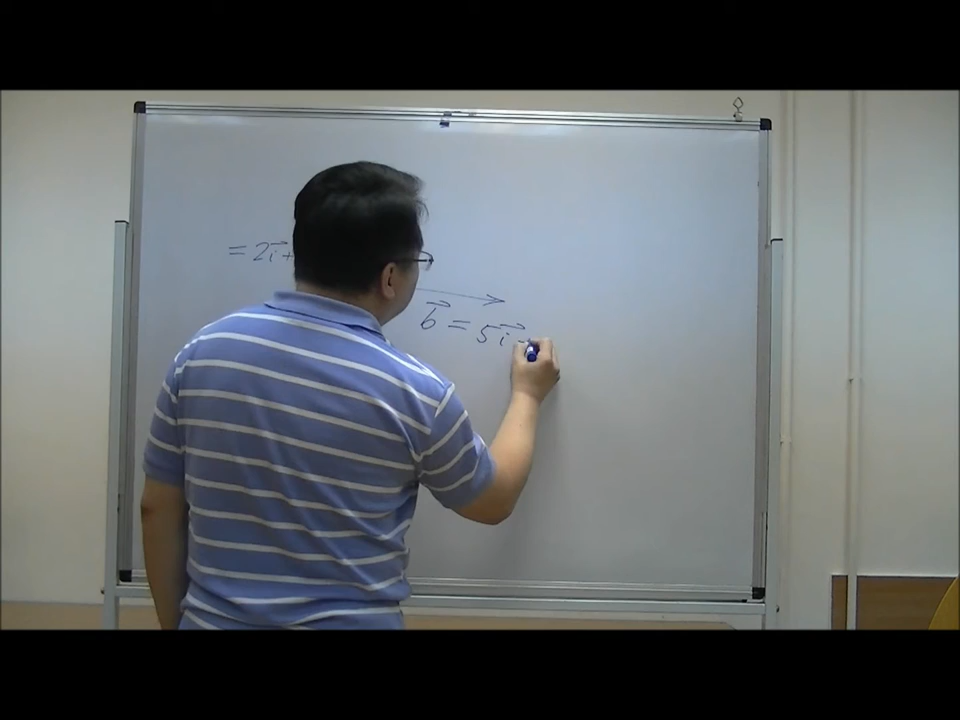 = 2i⃗ +
b⃗ = 5i⃗ -